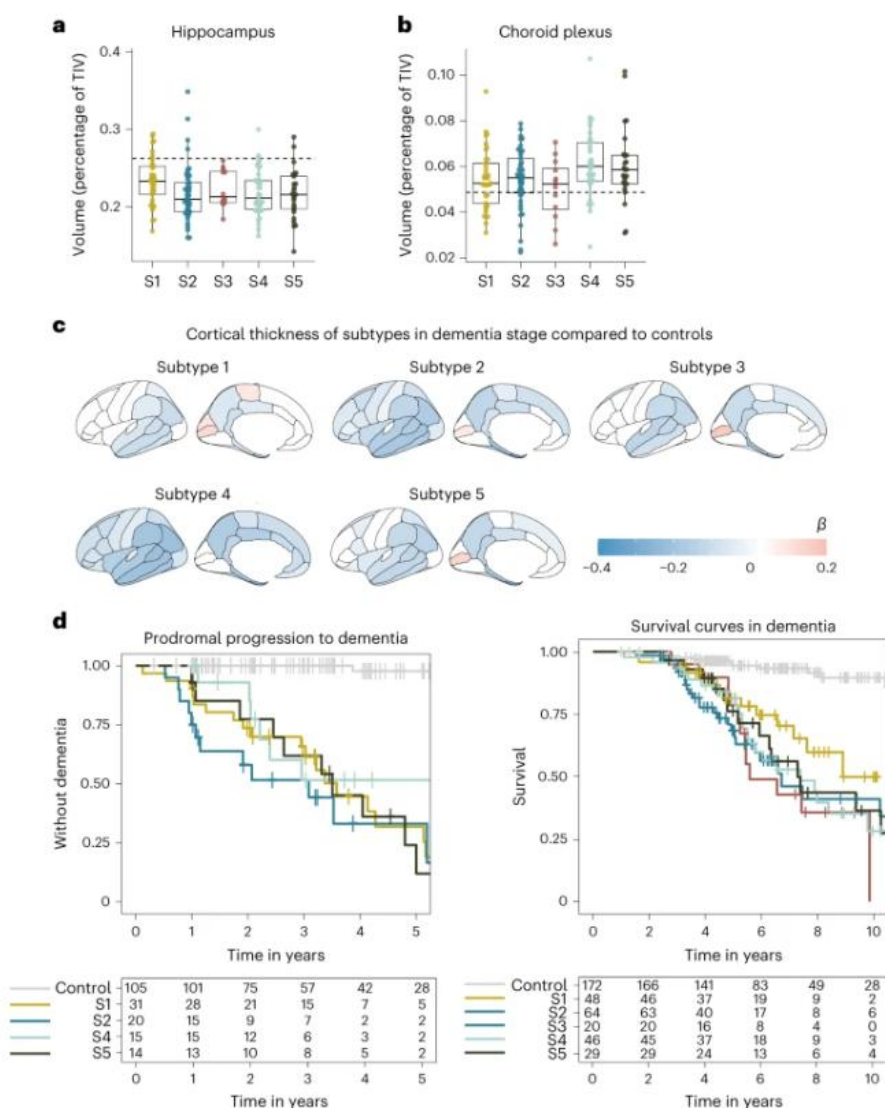 a
Hippocampus
Volume (percentage of TIV)
0.4
0.3
0.2
S1 S2 S3 S4 S5
b
Choroid plexus
Volume (percentage of TIV)
0.10
0.08
0.06
0.04
0.02
S1 S2 S3 S4 S5
c
Cortical thickness of subtypes in dementia stage compared to controls
Subtype 1 Subtype 2 Subtype 3
Subtype 4 Subtype 5
β
−0.4 −0.2 0 0.2
d
Prodromal progression to dementia
Without dementia
1.00
0.75
0.50
0.25
0
0 1 2 3 4 5
Time in years
Control 105 101 75 57 42 28
S1 31 28 21 15 7 5
S2 20 15 9 7 2 2
S4 15 15 12 6 3 2
S5 14 13 10 8 5 2
0 1 2 3 4 5
Time in years
Survival curves in dementia
Survival
1.00
0.75
0.50
0.25
0
0 2 4 6 8 10
Time in years
Control 172 166 141 83 49 28
S1 48 46 37 19 9 2
S2 64 63 40 17 8 6
S3 20 20 16 8 4 0
S4 46 45 37 18 9 3
S5 29 29 24 13 6 4
0 2 4 6 8 10
Time in years